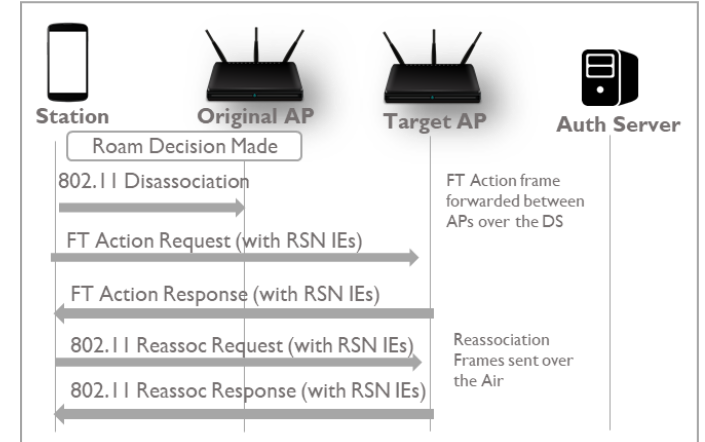 Station
Original AP
Target AP
Auth Server
Roam Decision Made
802.11 Disassociation
FT Action frame
forwarded between
APs over the DS
FT Action Request (with RSN IEs)
FT Action Response (with RSN IEs)
802.11 Reassoc Request (with RSN IEs)
Reassociation
Frames sent over
the Air
802.11 Reassoc Response (with RSN IEs)